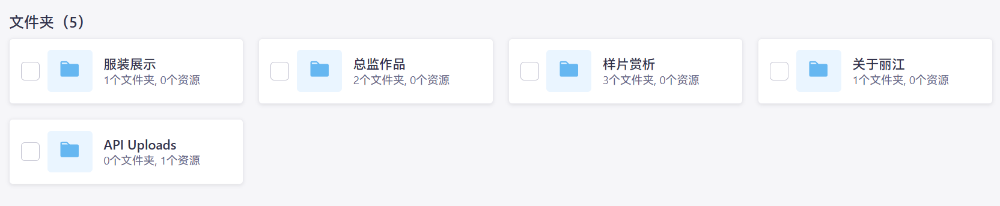 文件夹（5）
服装展示
1个文件夹, 0个资源
总监作品
2个文件夹, 0个资源
样片赏析
3个文件夹, 0个资源
关于丽江
1个文件夹, 0个资源
API Uploads
0个文件夹, 1个资源